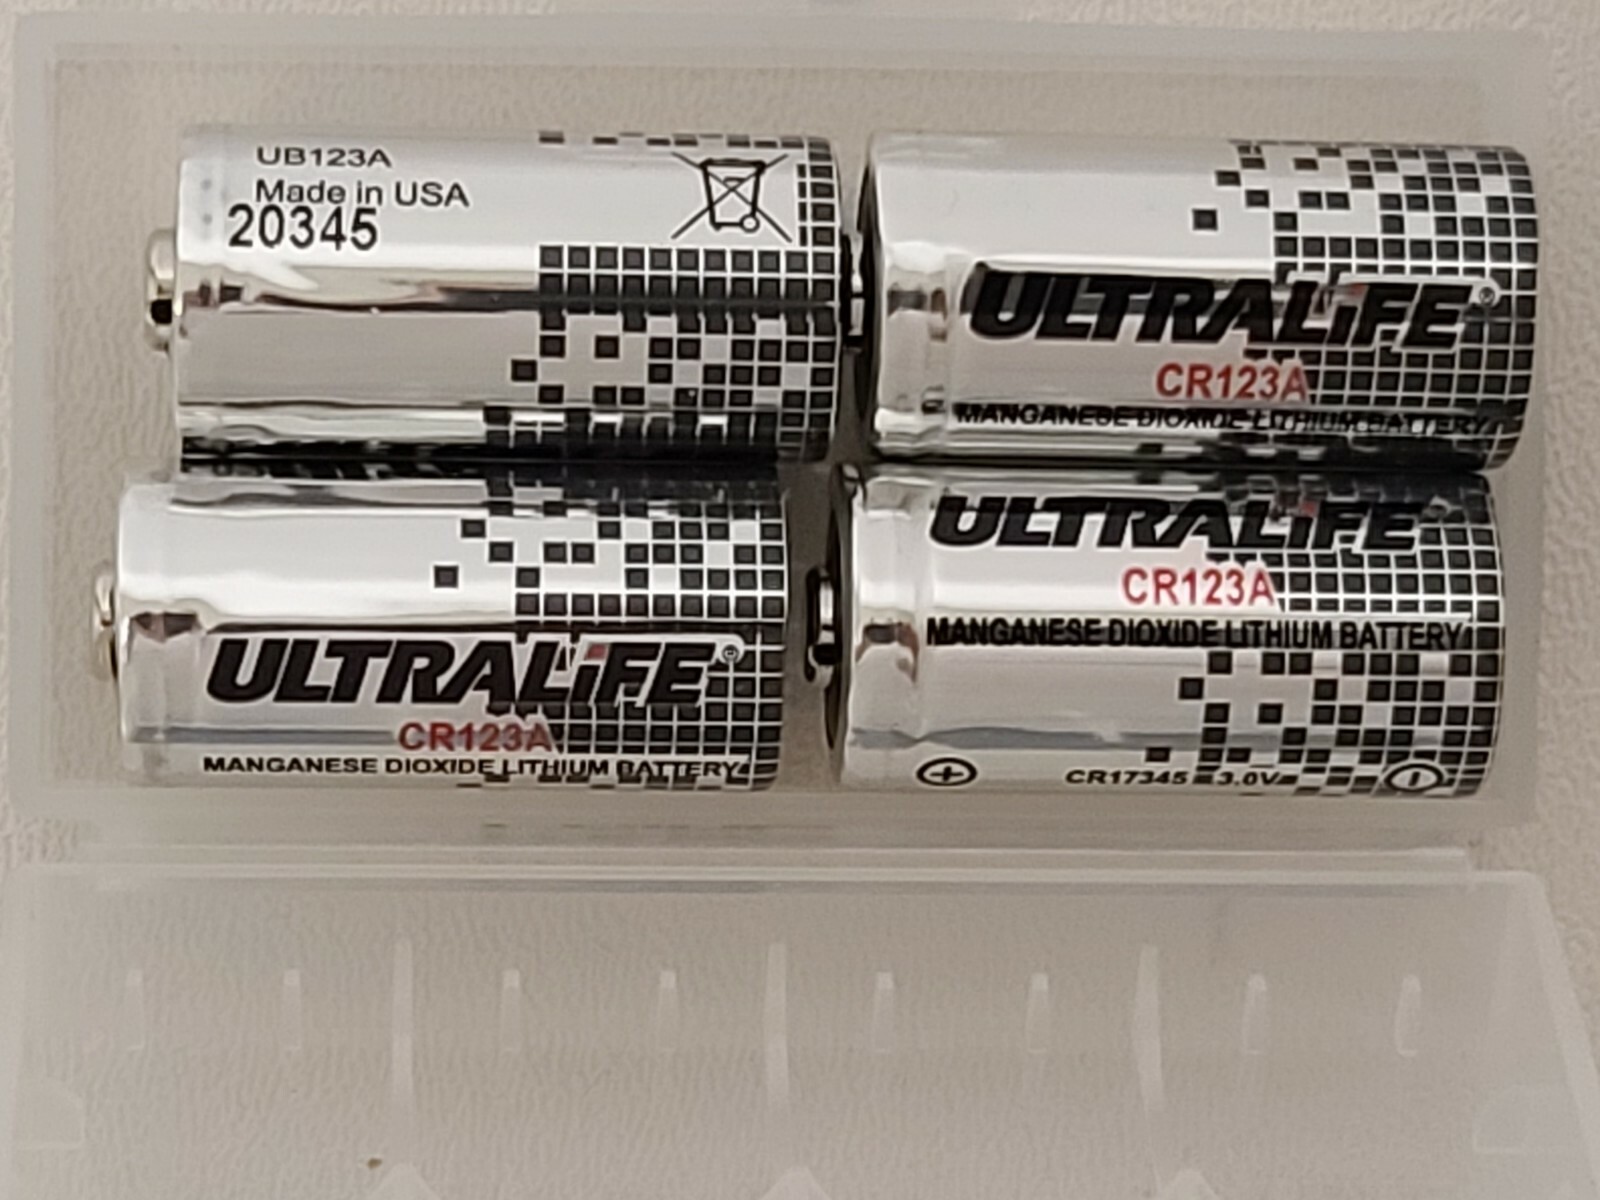 UB123A
Made in USA
20345
ULTRALiFE®
CR123A
MANGANESE DIOXIDE LITHIUM BATTERY
ULTRALiFE®
CR123A
MANGANESE DIOXIDE LITHIUM BATTERY
ULTRALiFE
CR123A
MANGANESE DIOXIDE LITHIUM BATTERY
+ CR17345 3.0V -